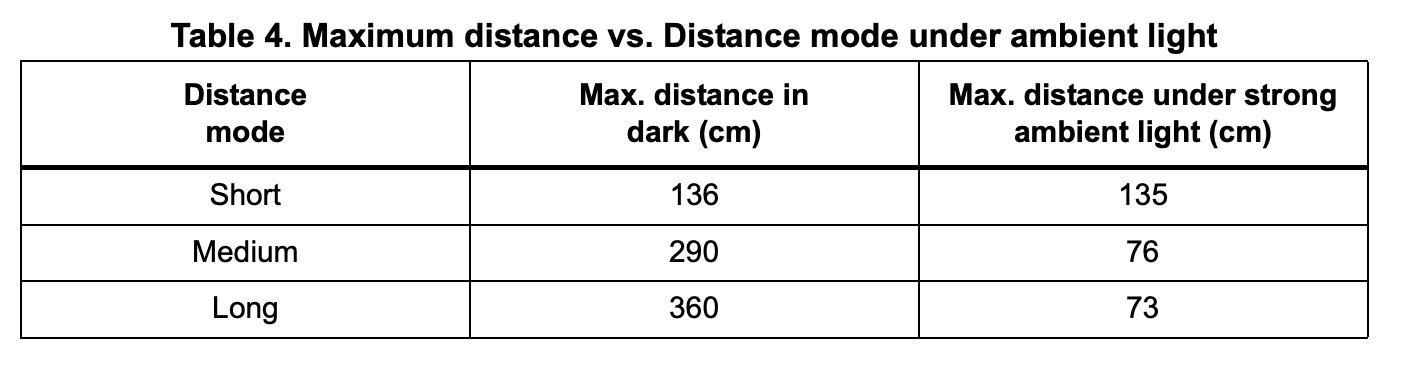 Table 4. Maximum distance vs. Distance mode under ambient light
Distance mode | Max. distance in dark (cm) | Max. distance under strong ambient light (cm)
Short | 136 | 135
Medium | 290 | 76
Long | 360 | 73